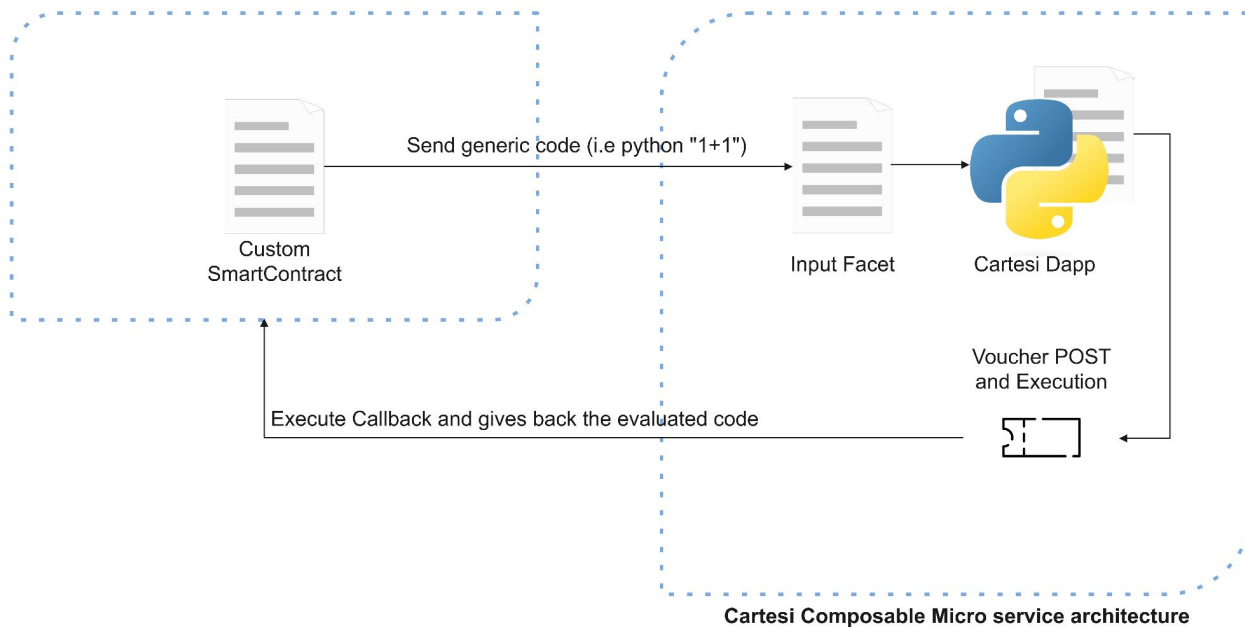 Send generic code (i.e python "1+1")
Custom
SmartContract
Input Facet
Cartesi Dapp
Voucher POST
and Execution
Execute Callback and gives back the evaluated code
Cartesi Composable Micro service architecture